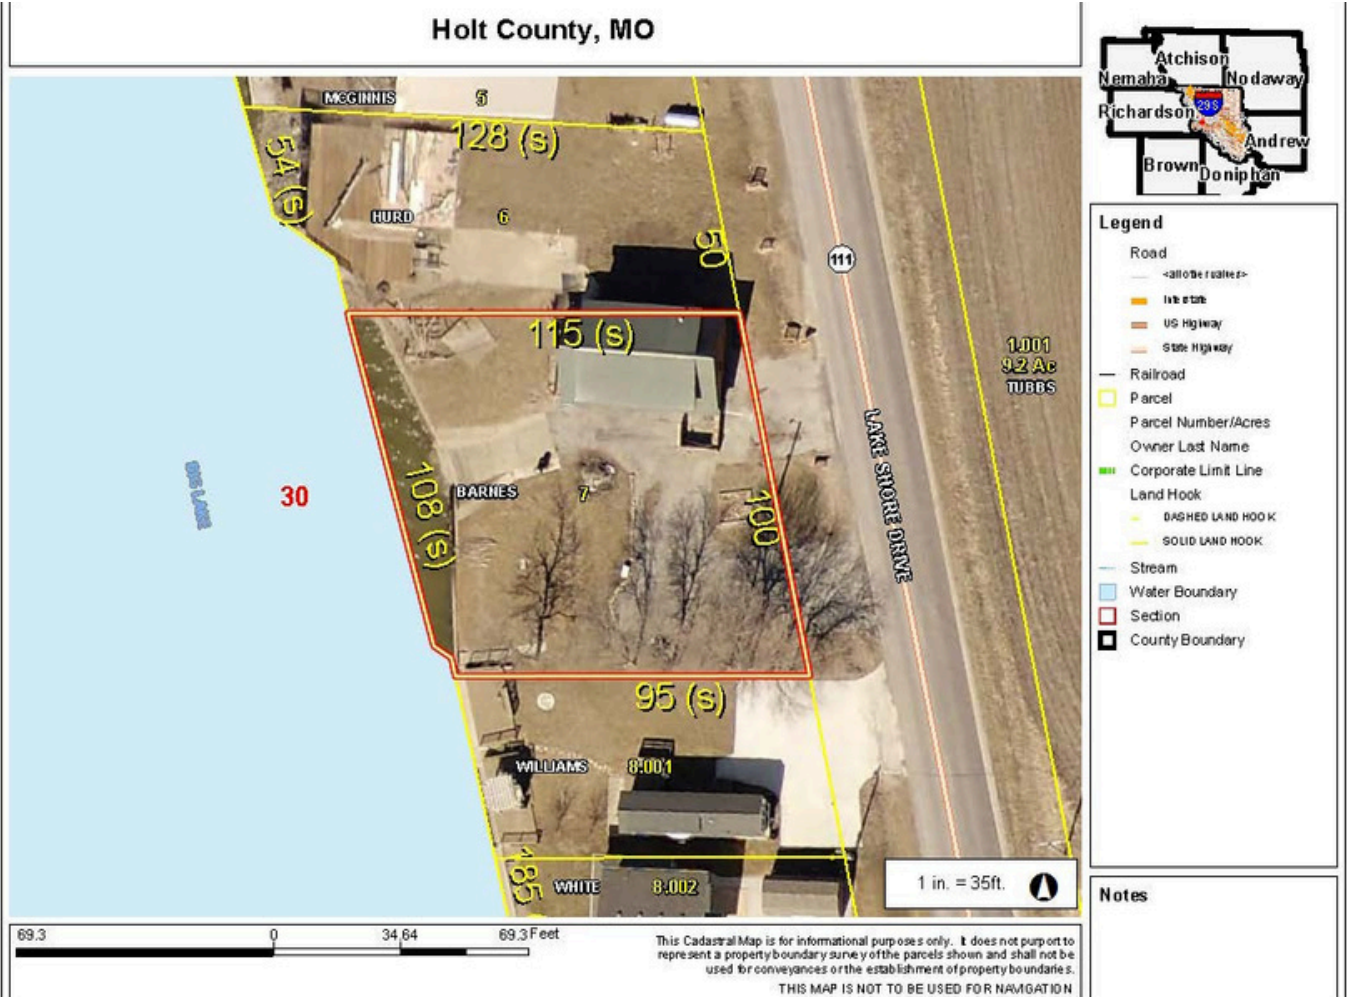 Holt County, MO
MCGINNIS
5
128 (s)
54 (s)
HURD
6
50
111
115 (s)
1.001
9.2 Ac
TUBBS
LAKE SHORE DRIVE
30
108 (s)
BARNES
7
100
95 (s)
WILLIAMS
8.001
185
WHITE
8.002
1 in. = 35ft.
Atchison
Nemaha
Nodaway
Richardson
29S
Andrew
Brown
Doniphan
Legend
Road
Interstate
US Highway
State Highway
Railroad
Parcel
Parcel Number/Acres
Owner Last Name
Corporate Limit Line
Land Hook
DASHED LAND HOOK
SOLID LAND HOOK
Stream
Water Boundary
Section
County Boundary
Notes
69.3 0 34.64 69.3 Feet
This Cadastral Map is for informational purposes only. It does not purport to
represent a property boundary survey of the parcels shown and shall not be
used for conveyances or the establishment of property boundaries.
THIS MAP IS NOT TO BE USED FOR NAVIGATION